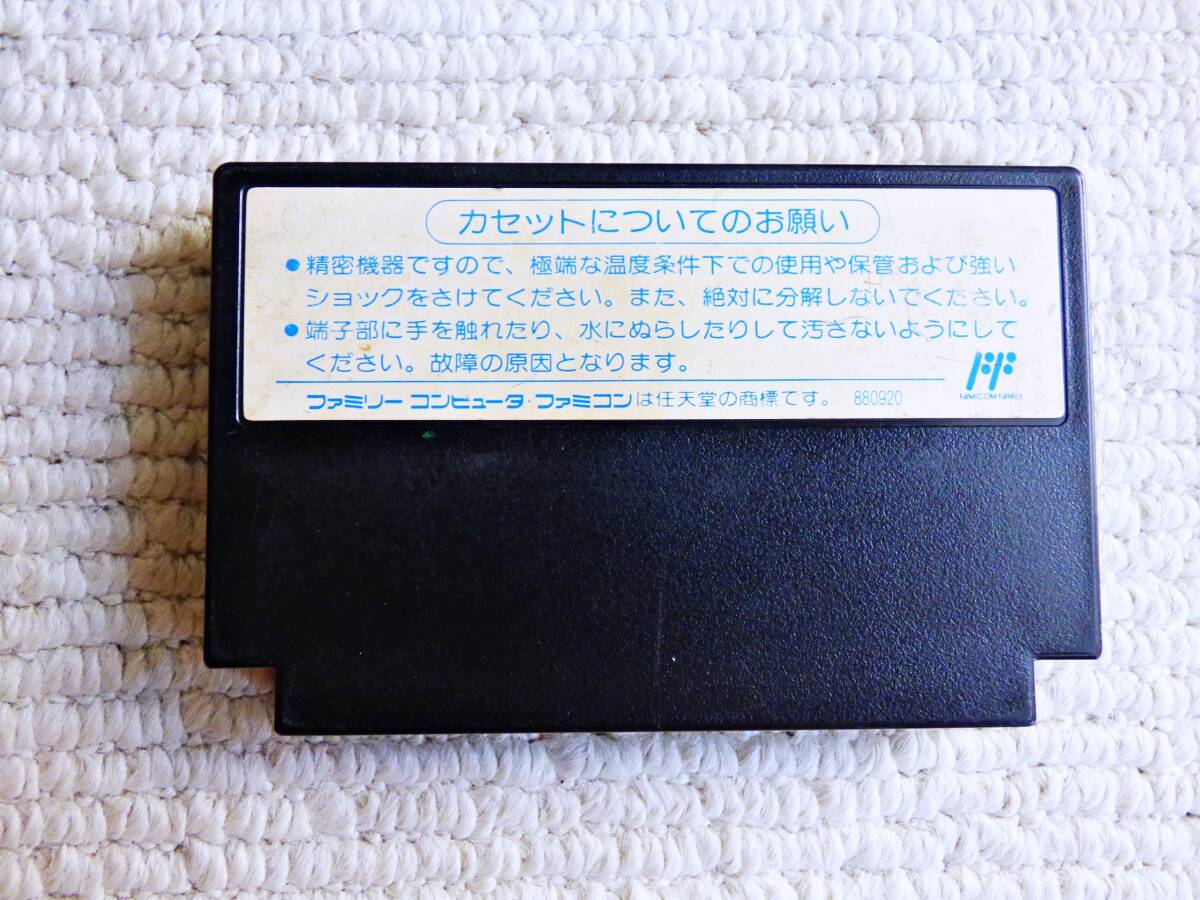 カセットについてのお願い
●精密機器ですので、極端な温度条件下での使用や保管および強い
ショックをさけてください。また、絶対に分解しないでください。
●端子部に手を触れたり、水にぬらしたりして汚さないようにして
ください。故障の原因となります。
ファミリー コンピュータ・ファミコンは任天堂の商標です。 880920
FF
FAMICOM FAMILY